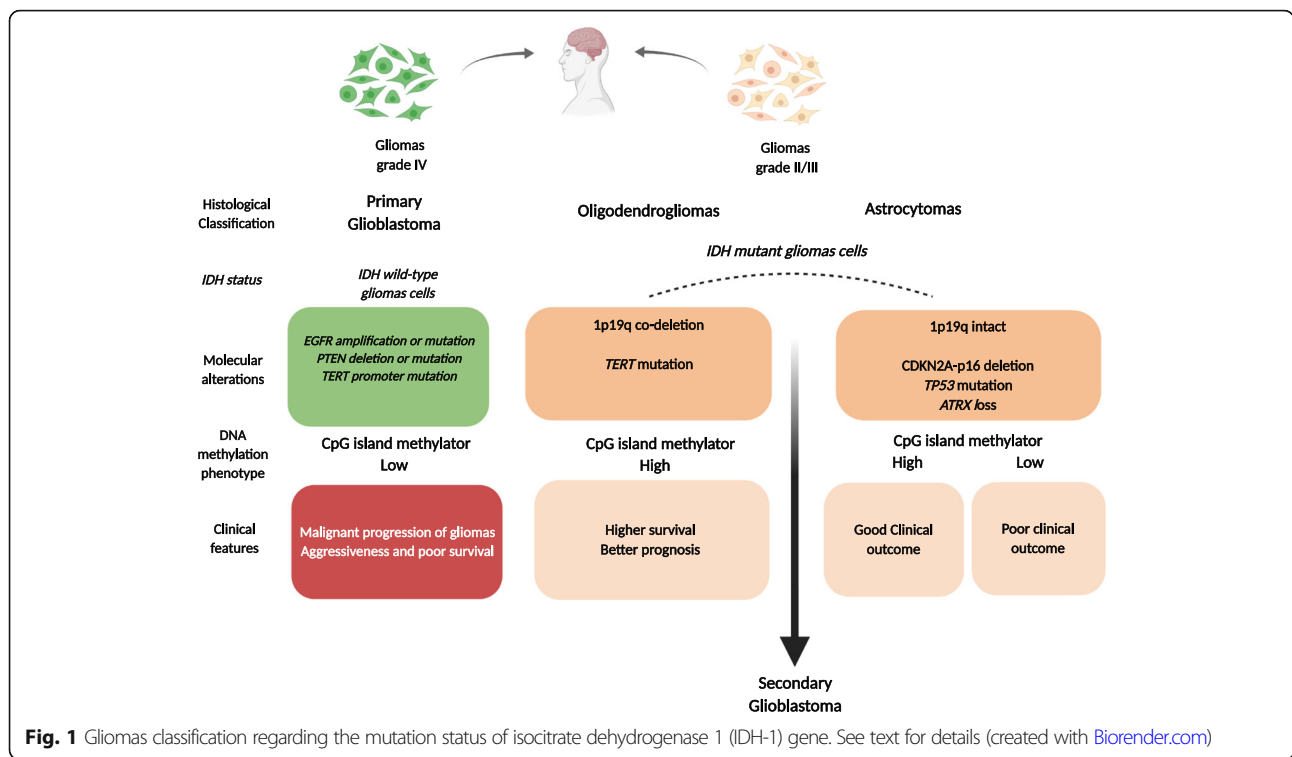 Gliomas
grade IV
Gliomas
grade II/III
Histological
Classification
Primary
Glioblastoma
Oligodendrogliomas
Astrocytomas
IDH mutant gliomas cells
IDH status
IDH wild-type
gliomas cells
Molecular
alterations
EGFR amplification or mutation
PTEN deletion or mutation
TERT promoter mutation
1p19q co-deletion
TERT mutation
1p19q intact
CDKN2A-p16 deletion
TP53 mutation
ATRX loss
DNA
methylation
phenotype
CpG island methylator
Low
CpG island methylator
High
CpG island methylator
High Low
Clinical
features
Malignant progression of gliomas
Aggressiveness and poor survival
Higher survival
Better prognosis
Good Clinical
outcome
Poor clinical
outcome
Secondary
Glioblastoma
Fig. 1 Gliomas classification regarding the mutation status of isocitrate dehydrogenase 1 (IDH-1) gene. See text for details (created with Biorender.com)